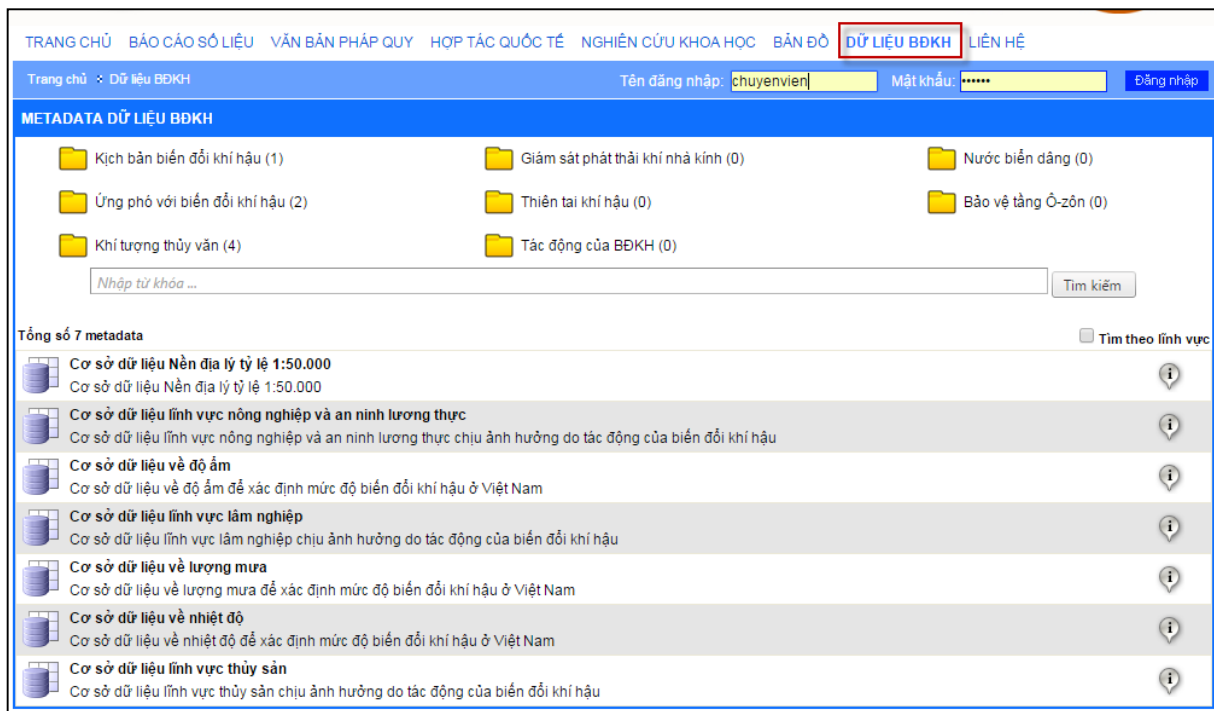 TRANG CHỦ BÁO CÁO SỐ LIỆU VĂN BẢN PHÁP QUY HỢP TÁC QUỐC TẾ NGHIÊN CỨU KHOA HỌC BẢN ĐỒ DỮ LIỆU BĐKH LIÊN HỆ
Trang chủ Dữ liệu BĐKH Tên đăng nhập: chuyenvien Mật khẩu: •••••• Đăng nhập
METADATA DỮ LIỆU BĐKH
Kịch bản biến đổi khí hậu (1) Giám sát phát thải khí nhà kính (0) Nước biển dâng (0)
Ứng phó với biến đổi khí hậu (2) Thiên tai khí hậu (0) Bảo vệ tầng Ô-zôn (0)
Khí tượng thủy văn (4) Tác động của BĐKH (0)
Nhập từ khóa ... Tìm kiếm
Tổng số 7 metadata Tìm theo lĩnh vực
Cơ sở dữ liệu Nền địa lý tỷ lệ 1:50.000
Cơ sở dữ liệu Nền địa lý tỷ lệ 1:50.000
Cơ sở dữ liệu lĩnh vực nông nghiệp và an ninh lương thực
Cơ sở dữ liệu lĩnh vực nông nghiệp và an ninh lương thực chịu ảnh hưởng do tác động của biến đổi khí hậu
Cơ sở dữ liệu về độ ẩm
Cơ sở dữ liệu về độ ẩm để xác định mức độ biến đổi khí hậu ở Việt Nam
Cơ sở dữ liệu lĩnh vực lâm nghiệp
Cơ sở dữ liệu lĩnh vực lâm nghiệp chịu ảnh hưởng do tác động của biến đổi khí hậu
Cơ sở dữ liệu về lượng mưa
Cơ sở dữ liệu về lượng mưa để xác định mức độ biến đổi khí hậu ở Việt Nam
Cơ sở dữ liệu về nhiệt độ
Cơ sở dữ liệu về nhiệt độ để xác định mức độ biến đổi khí hậu ở Việt Nam
Cơ sở dữ liệu lĩnh vực thủy sản
Cơ sở dữ liệu lĩnh vực thủy sản chịu ảnh hưởng do tác động của biến đổi khí hậu